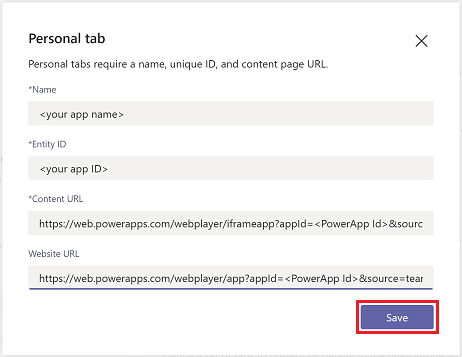 Personal tab
Personal tabs require a name, unique ID, and content page URL.
*Name
<your app name>
*Entity ID
<your app ID>
*Content URL
https://web.powerapps.com/webplayer/iframeapp?appId=<PowerApp Id>&sourc
Website URL
https://web.powerapps.com/webplayer/app?appId=<PowerApp Id>&source=tear
Save